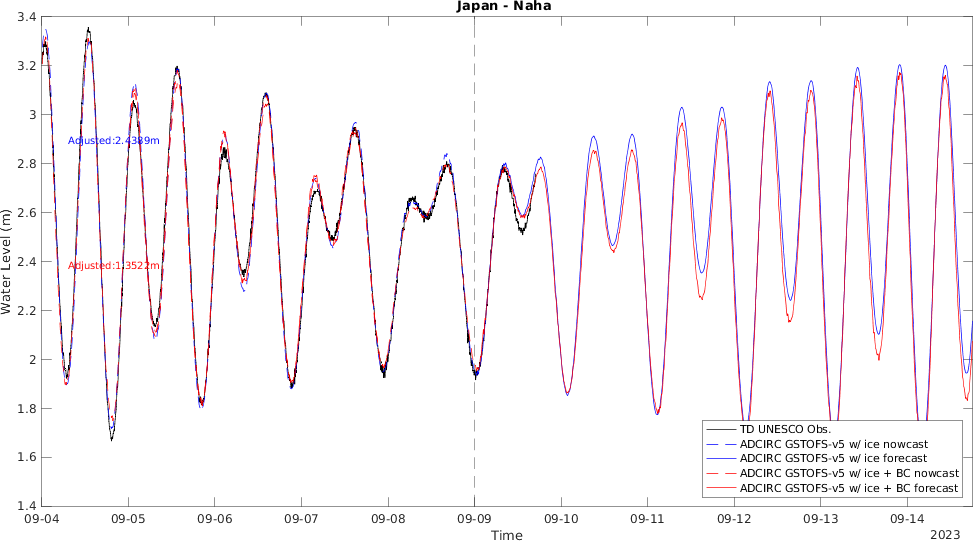 Japan - Naha
3.4
3.2
3
2.8
2.6
2.4
2.2
2
1.8
1.6
1.4
Water Level (m)
Adjusted:2.4389m
Adjusted:1.3522m
TD UNESCO Obs.
ADCIRC GSTOFS-v5 w/ ice nowcast
ADCIRC GSTOFS-v5 w/ ice forecast
ADCIRC GSTOFS-v5 w/ ice + BC nowcast
ADCIRC GSTOFS-v5 w/ ice + BC forecast
09-04 09-05 09-06 09-07 09-08 09-09 09-10 09-11 09-12 09-13 09-14
Time
2023